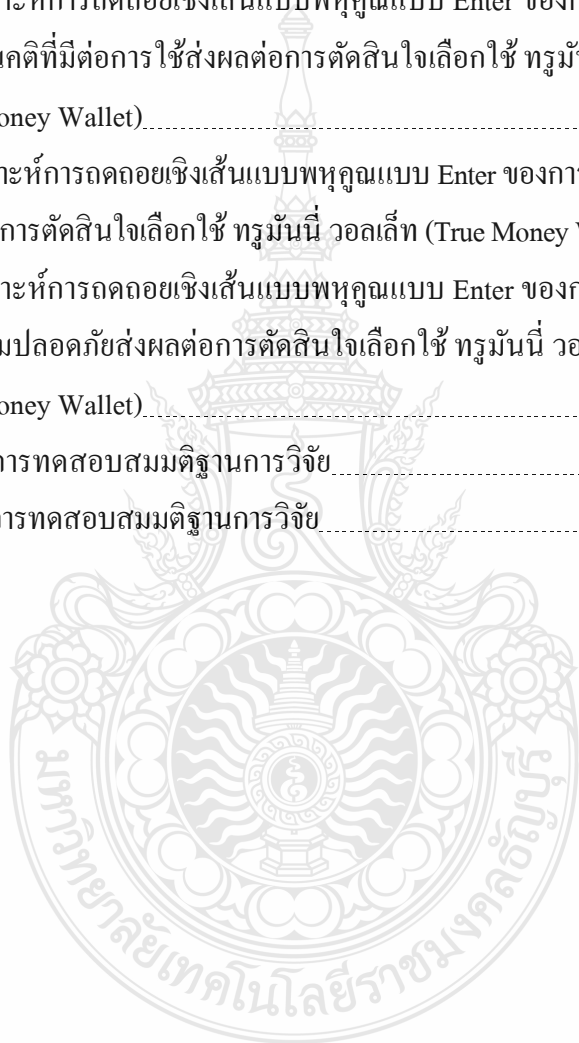 าะห์การถดถอยเชิงเส้นแบบพหุคูณแบบ Enter ของก
นคติที่มีต่อการใช้ส่งผลต่อการตัดสินใจเลือกใช้ ทรูมัน
oney Wallet)
าะห์การถดถอยเชิงเส้นแบบพหุคูณแบบ Enter ของการ
การตัดสินใจเลือกใช้ ทรูมันนี่ วอลเล็ท (True Money W
าะห์การถดถอยเชิงเส้นแบบพหุคูณแบบ Enter ของก
มปลอดภัยส่งผลต่อการตัดสินใจเลือกใช้ ทรูมันนี่ วอ
oney Wallet)
การทดสอบสมมติฐานการวิจัย
การทดสอบสมมติฐานการวิจัย
มหาวิทยาลัยเทคโนโลยีราชมงคลธัญบุรี